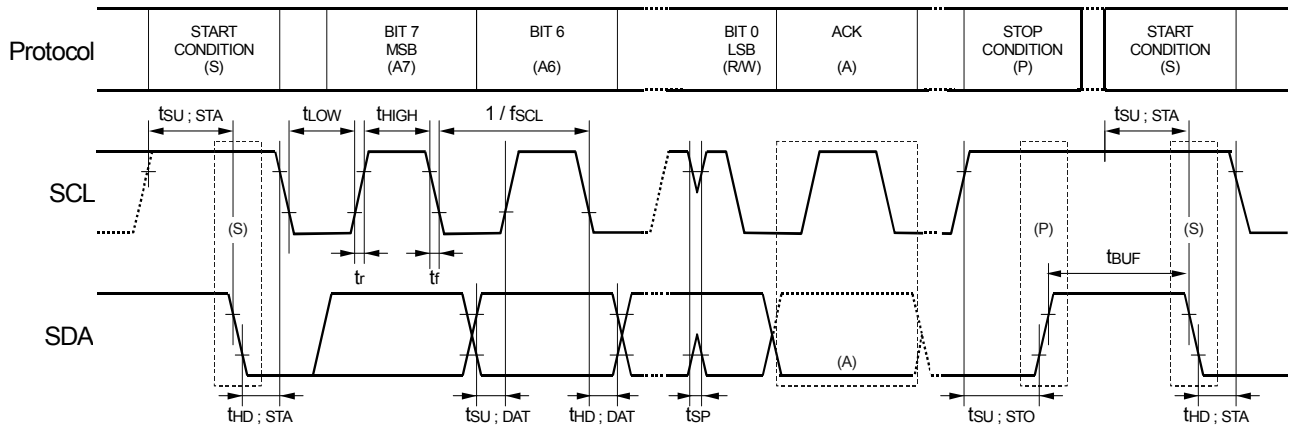 Protocol
START
CONDITION
(S)
BIT 7
MSB
(A7)
BIT 6
(A6)
BIT 0
LSB
(R/W)
ACK
(A)
STOP
CONDITION
(P)
START
CONDITION
(S)
tSU ; STA
tLOW
tHIGH
1 / fSCL
tSU ; STA
SCL
(S)
(P)
(S)
tr
tf
tBUF
SDA
(A)
tHD ; STA
tSU ; DAT
tHD ; DAT
tSP
tSU ; STO
tHD ; STA